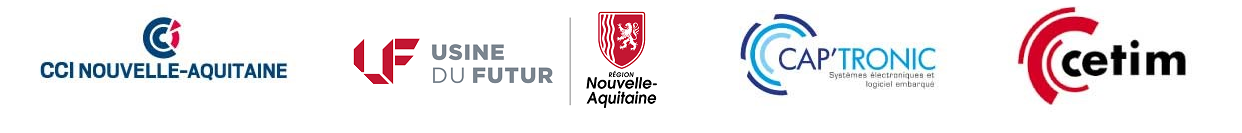 CCI NOUVELLE-AQUITAINE
USINE
DU FUTUR
RÉGION
Nouvelle-
Aquitaine
CAP'TRONIC
Systèmes électroniques et
logiciel embarqué
cetim